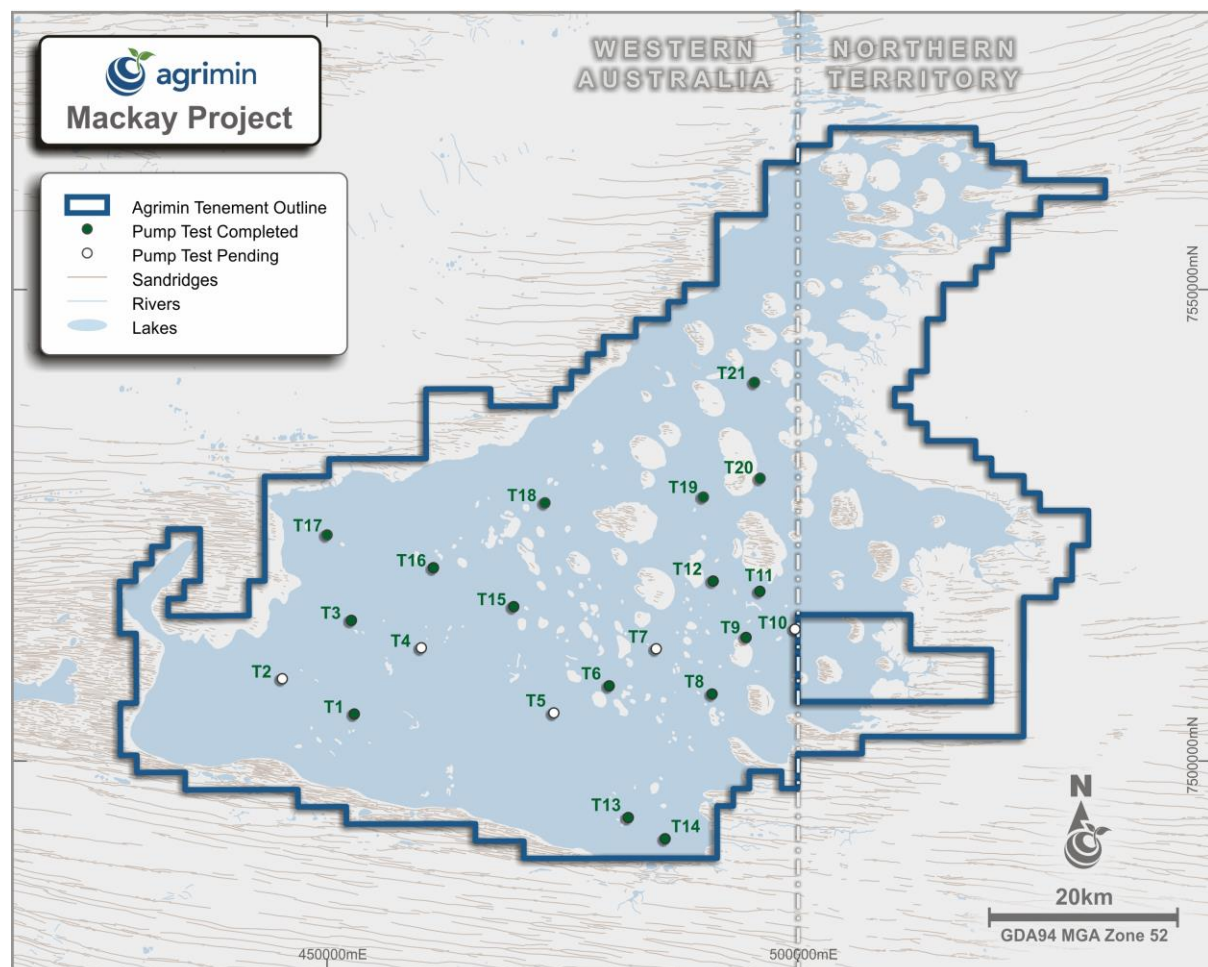 WESTERN AUSTRALIA
NORTHERN TERRITORY
agrimin
Mackay Project
Agrimin Tenement Outline
Pump Test Completed
Pump Test Pending
Sandridges
Rivers
Lakes
7550000mN
T21
T20
T19
T18
T17
T16
T12
T11
T15
T3
T10
T9
T4
T7
T2
T6
T8
T5
T1
7500000mN
T13
T14
N
20km
GDA94 MGA Zone 52
450000mE
500000mE